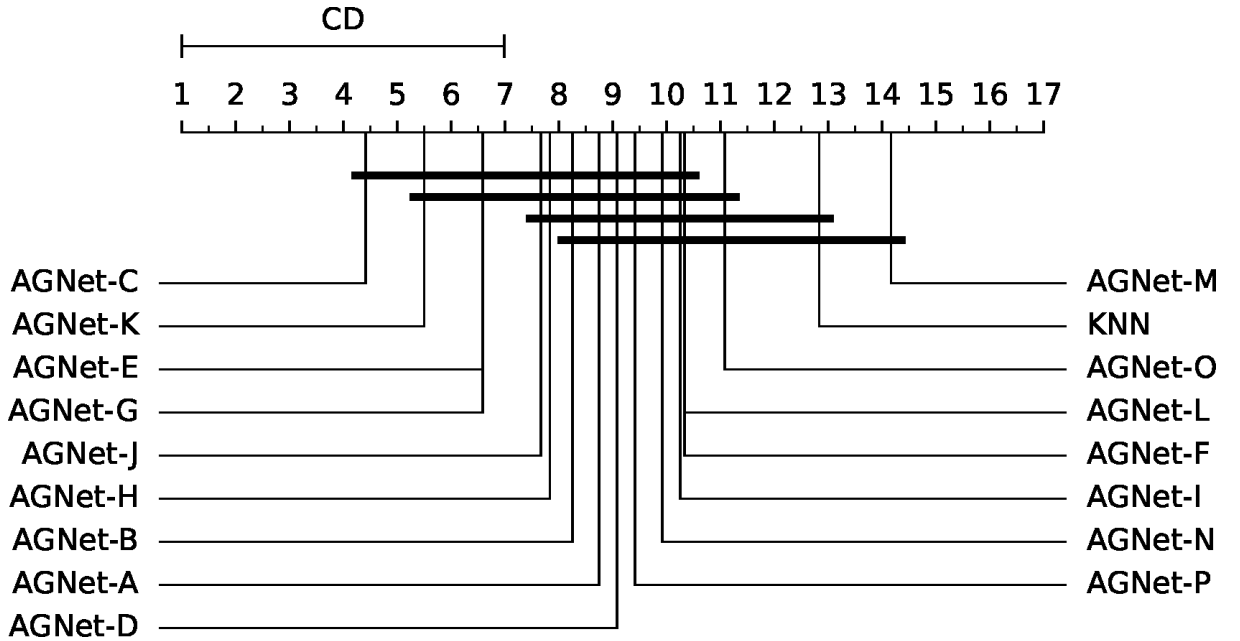 CD
1 2 3 4 5 6 7 8 9 10 11 12 13 14 15 16 17
AGNet-C AGNet-M
AGNet-K KNN
AGNet-E AGNet-O
AGNet-G AGNet-L
AGNet-J AGNet-F
AGNet-H AGNet-I
AGNet-B AGNet-N
AGNet-A AGNet-P
AGNet-D